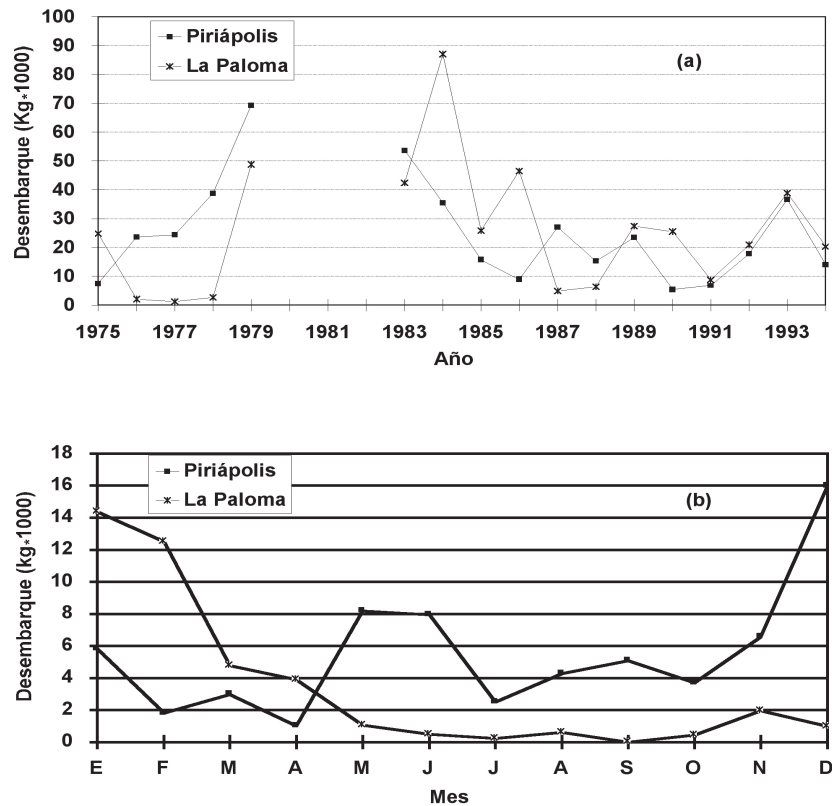 Desembarque (Kg*1000)
100
90
80
70
60
50
40
30
20
10
0
Piriápolis
La Paloma
(a)
1975 1977 1979 1981 1983 1985 1987 1989 1991 1993
Año
Desembarque (kg*1000)
18
16
14
12
10
8
6
4
2
0
Piriápolis
La Paloma
(b)
E F M A M J J A S O N D
Mes